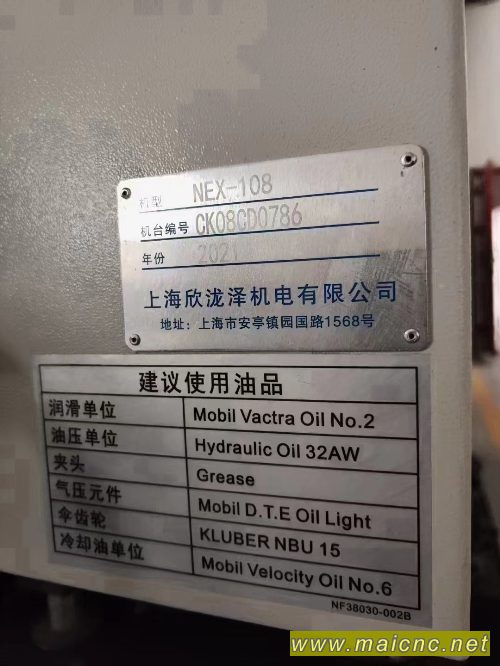 机型 NEX-108
机台编号 CK08CD0786
年份 2021
上海欣泷泽机电有限公司
地址：上海市安亭镇园国路1568号
建议使用油品
润滑单位 Mobil Vactra Oil No.2
油压单位 Hydraulic Oil 32AW
夹头 Grease
气压元件 Mobil D.T.E Oil Light
伞齿轮 KLUBER NBU 15
冷却油单位 Mobil Velocity Oil No.6
NF38030-002B
www.maicnc.net